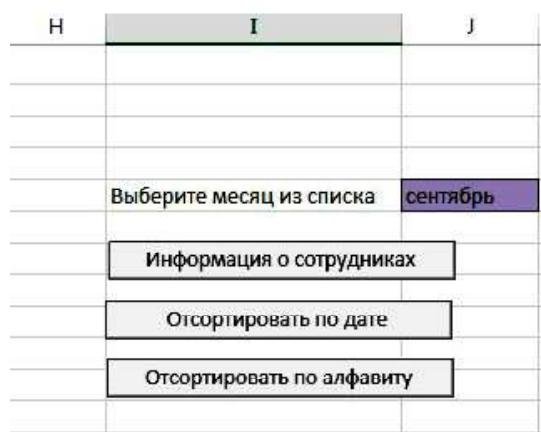 H I J
Выберите месяц из списка сентябрь
Информация о сотрудниках
Отсортировать по дате
Отсортировать по алфавиту